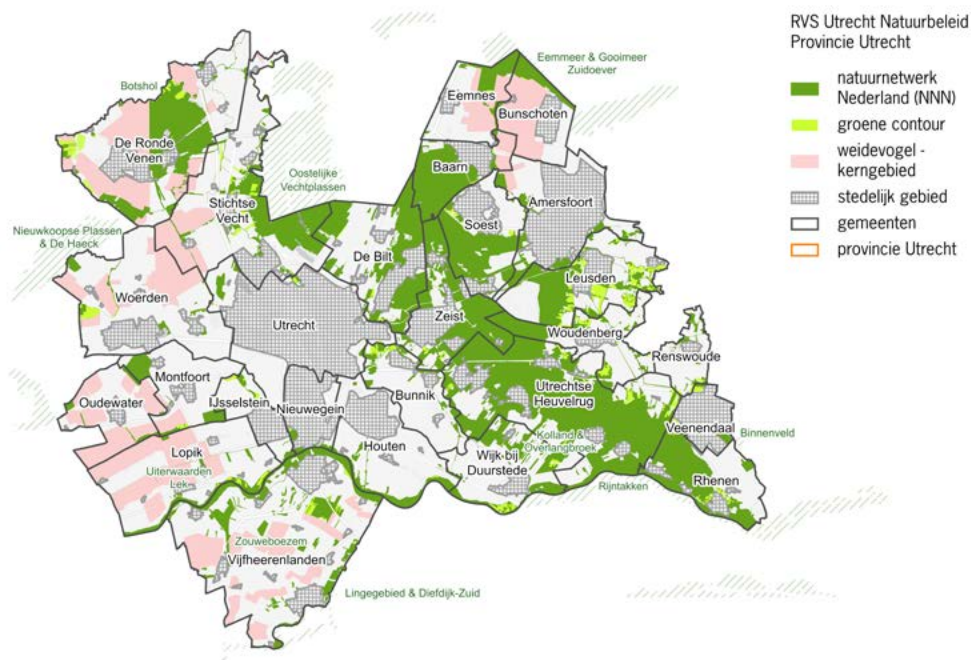 RVS Utrecht Natuurbeleid
Provincie Utrecht
natuurnetwerk
Nederland (NNN)
groene contour
weidevogel -
kerngebied
stedelijk gebied
gemeenten
provincie Utrecht
Eemmeer & Gooimeer
Zuidoever
Botshol
Eemnes
Bunschoten
De Ronde
Venen
Baarn
Oostelijke
Vechtplassen
Stichtse
Vecht
Amersfoort
Soest
Nieuwkoopse Plassen
& De Haeck
De Bilt
Leusden
Woerden
Zeist
Utrecht
Woudenberg
Renswoude
Montfoort
Oudewater
IJsselstein
Nieuwegein
Bunnik
Utrechtse
Heuvelrug
Veenendaal
Binnenveld
Houten
Kolland &
Overlangbroek
Wijk bij
Duurstede
Lopik
Uiterwaarden
Lek
Rhenen
Rijntakken
Zouweboezem
Vijfheerenlanden
Lingegebied & Diefdijk-Zuid